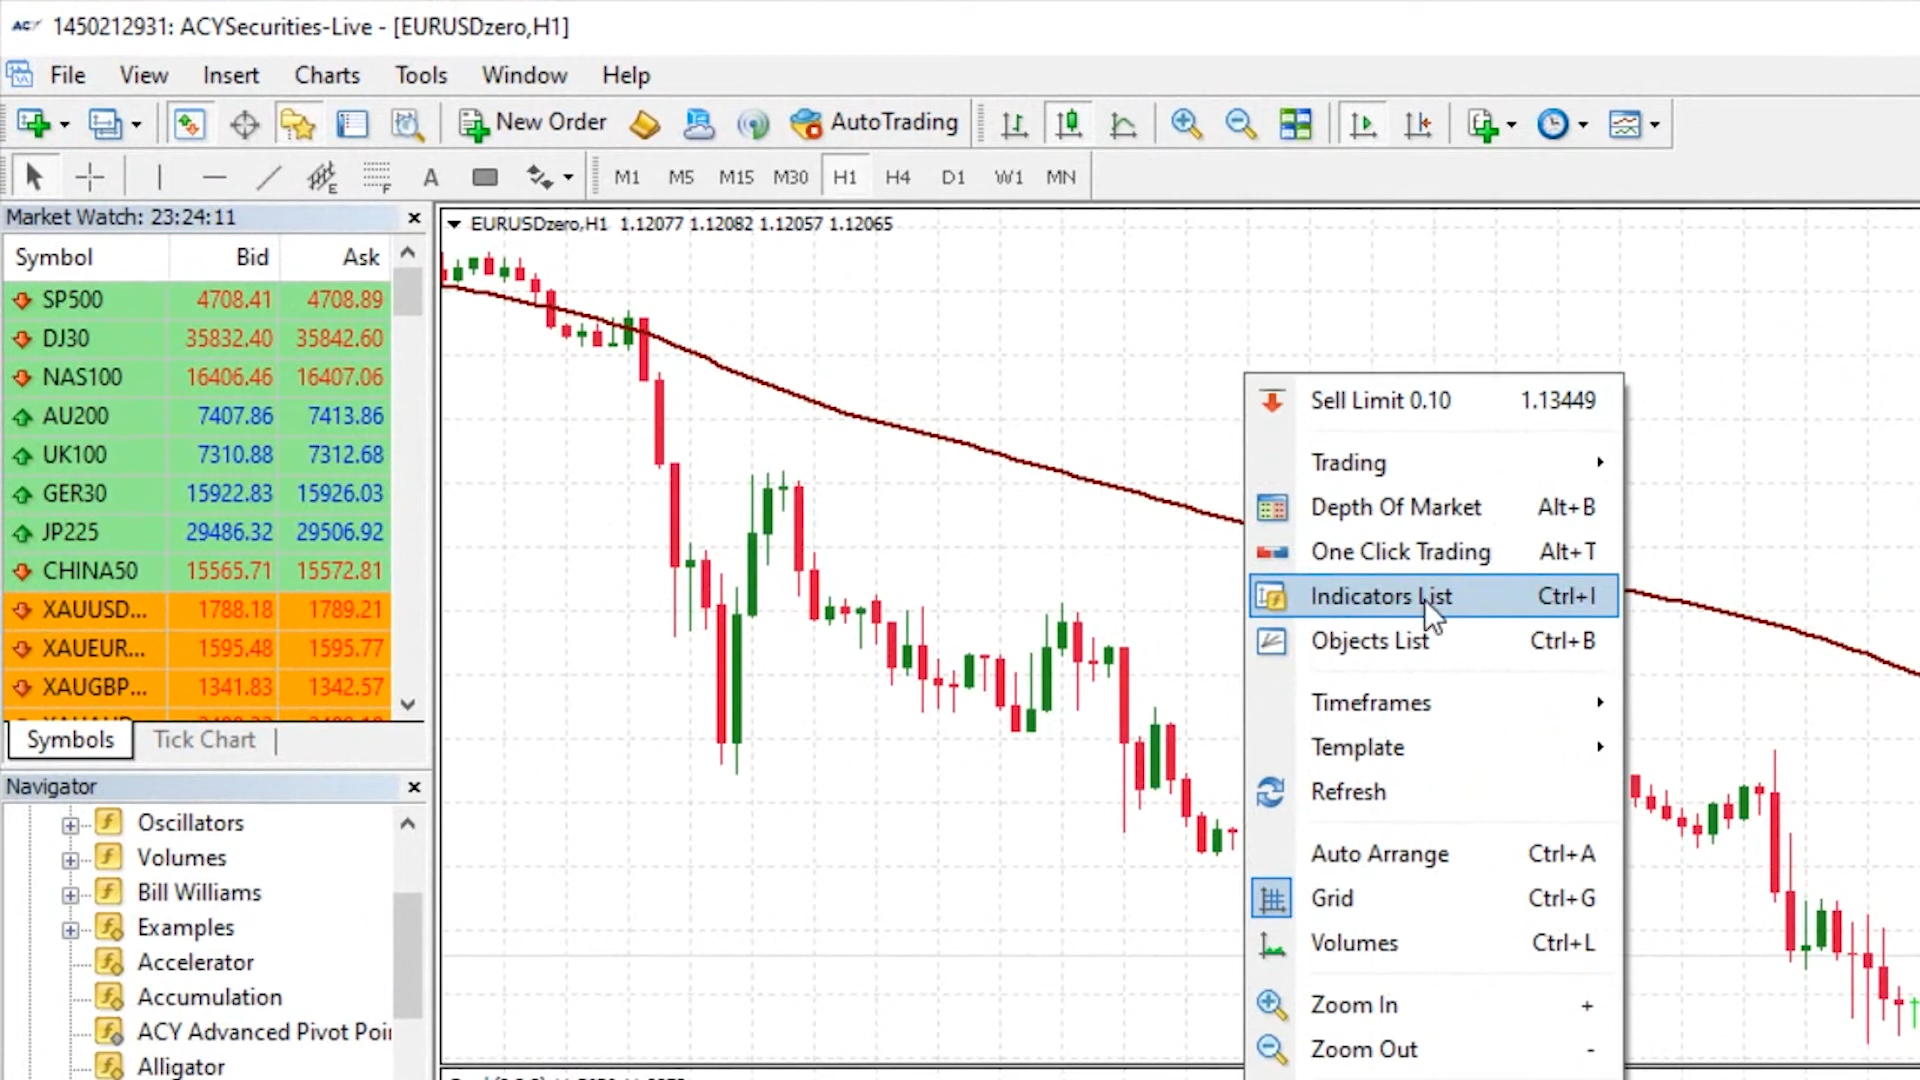 ACY 1450212931: ACYSecurities-Live - [EURUSDzero,H1]
File View Insert Charts Tools Window Help
New Order AutoTrading
E F A M1 M5 M15 M30 H1 H4 D1 W1 MN
Market Watch: 23:24:11
Symbol Bid Ask
SP500 4708.41 4708.89
DJ30 35832.40 35842.60
NAS100 16406.46 16407.06
AU200 7407.86 7413.86
UK100 7310.88 7312.68
GER30 15922.83 15926.03
JP225 29486.32 29506.92
CHINA50 15565.71 15572.81
XAUUSD... 1788.18 1789.21
XAUEUR... 1595.48 1595.77
XAUGBP... 1341.83 1342.57
Symbols Tick Chart
Navigator
Oscillators
Volumes
Bill Williams
Examples
Accelerator
Accumulation
ACY Advanced Pivot Poi
Alligator
EURUSDzero,H1 1.12077 1.12082 1.12057 1.12065
Sell Limit 0.10 1.13449
Trading
Depth Of Market Alt+B
One Click Trading Alt+T
Indicators List Ctrl+I
Objects List Ctrl+B
Timeframes
Template
Refresh
Auto Arrange Ctrl+A
Grid Ctrl+G
Volumes Ctrl+L
Zoom In +
Zoom Out -